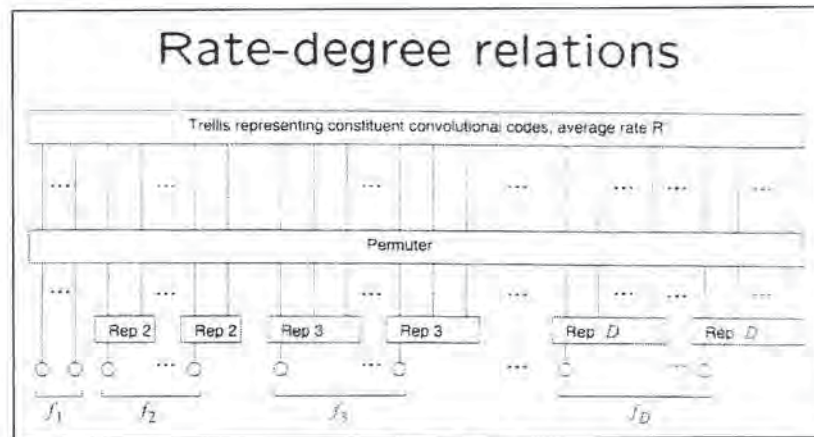 Rate-degree relations
Trellis representing constituent convolutional codes, average rate R
... ... ... ... ... ... ...
Permuter
... ... ... ... ... ...
Rep 2 Rep 2 Rep 3 Rep 3 Rep D Rep D
... ... ... ...
f1 f2 f3 fD